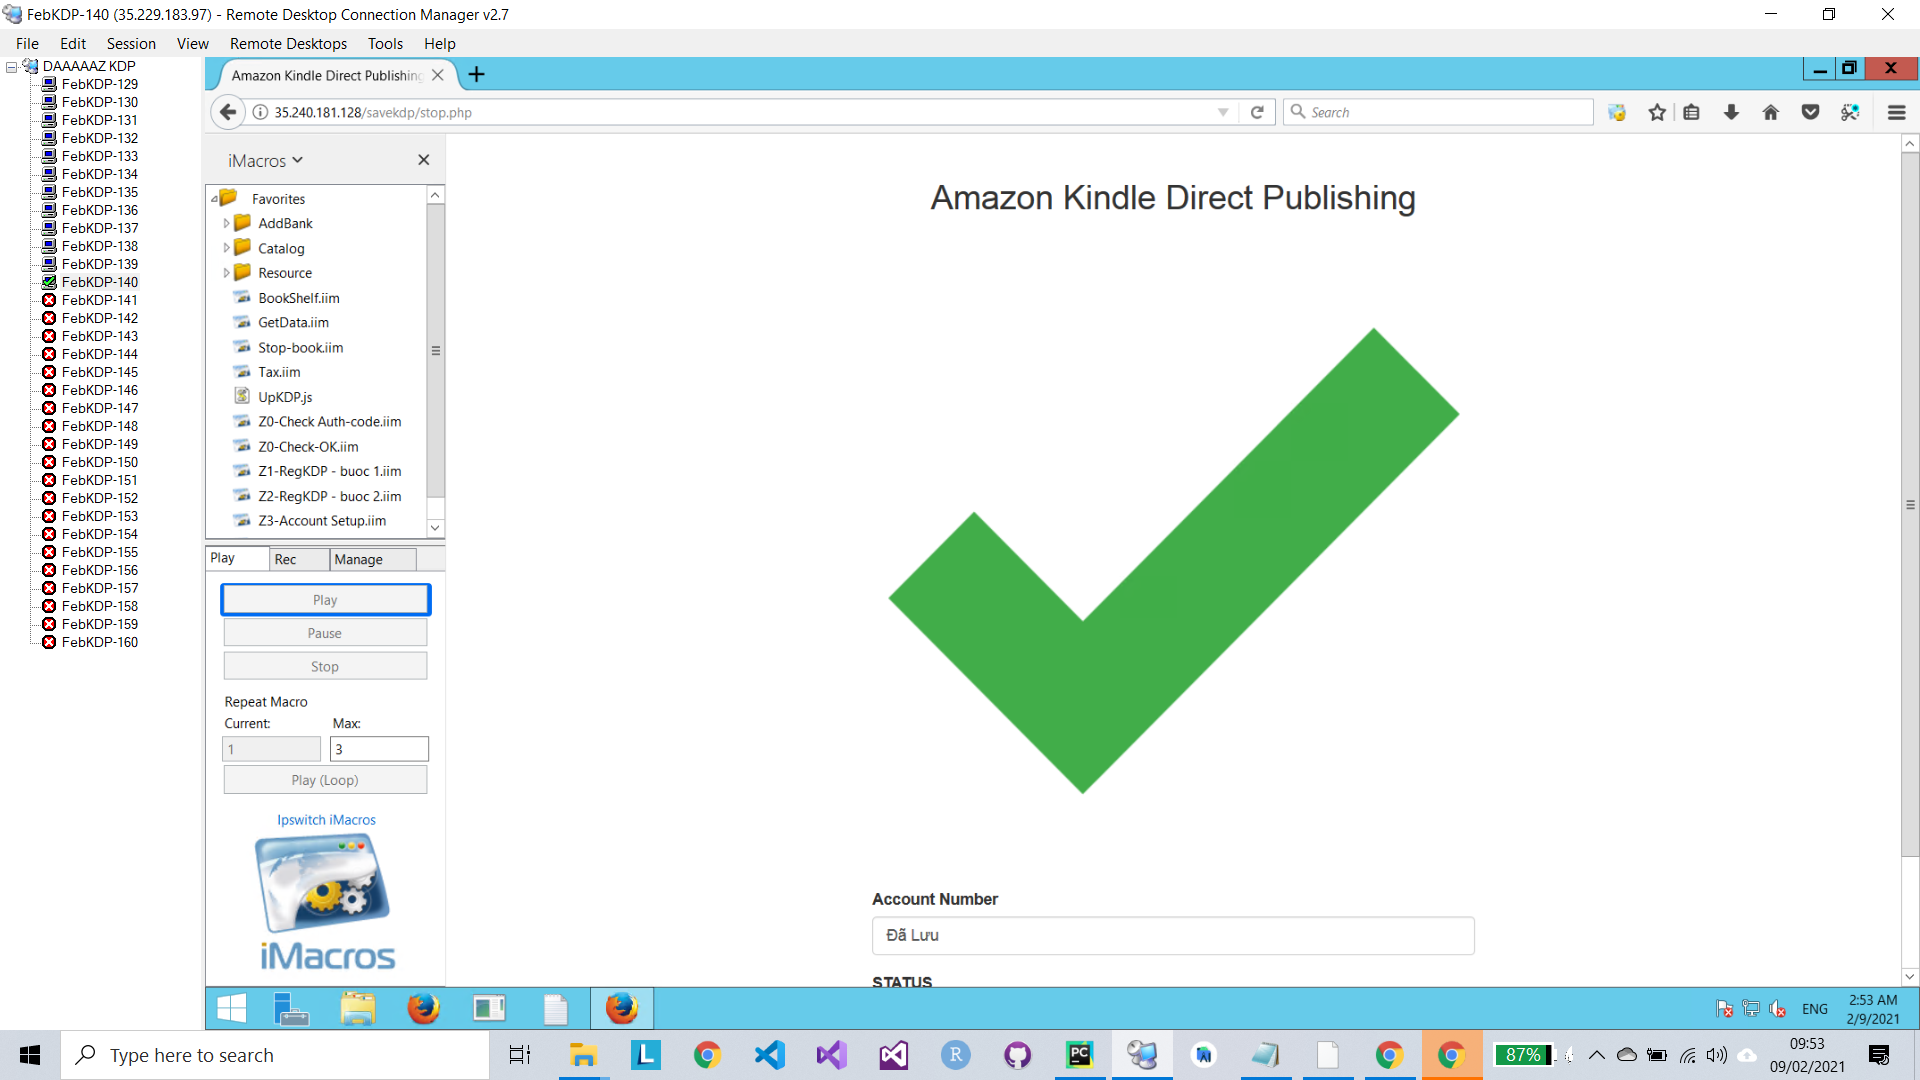 FebKDP-140 (35.229.183.97) - Remote Desktop Connection Manager v2.7
File Edit Session View Remote Desktops Tools Help
DAAAAAZ KDP
FebKDP-129
FebKDP-130
FebKDP-131
FebKDP-132
FebKDP-133
FebKDP-134
FebKDP-135
FebKDP-136
FebKDP-137
FebKDP-138
FebKDP-139
FebKDP-140
FebKDP-141
FebKDP-142
FebKDP-143
FebKDP-144
FebKDP-145
FebKDP-146
FebKDP-147
FebKDP-148
FebKDP-149
FebKDP-150
FebKDP-151
FebKDP-152
FebKDP-153
FebKDP-154
FebKDP-155
FebKDP-156
FebKDP-157
FebKDP-158
FebKDP-159
FebKDP-160
Amazon Kindle Direct Publishing
35.240.181.128/savekdp/stop.php
Search
iMacros
Favorites
AddBank
Catalog
Resource
BookShelf.iim
GetData.iim
Stop-book.iim
Tax.iim
UpKDP.js
Z0-Check Auth-code.iim
Z0-Check-OK.iim
Z1-RegKDP - buoc 1.iim
Z2-RegKDP - buoc 2.iim
Z3-Account Setup.iim
Play Rec Manage
Play
Pause
Stop
Repeat Macro
Current: Max:
1 3
Play (Loop)
Ipswitch iMacros
iMacros
Amazon Kindle Direct Publishing
Account Number
Đã Lưu
STATUS
ENG
2:53 AM
2/9/2021
Type here to search
L
R
PC
87%
09:53
09/02/2021